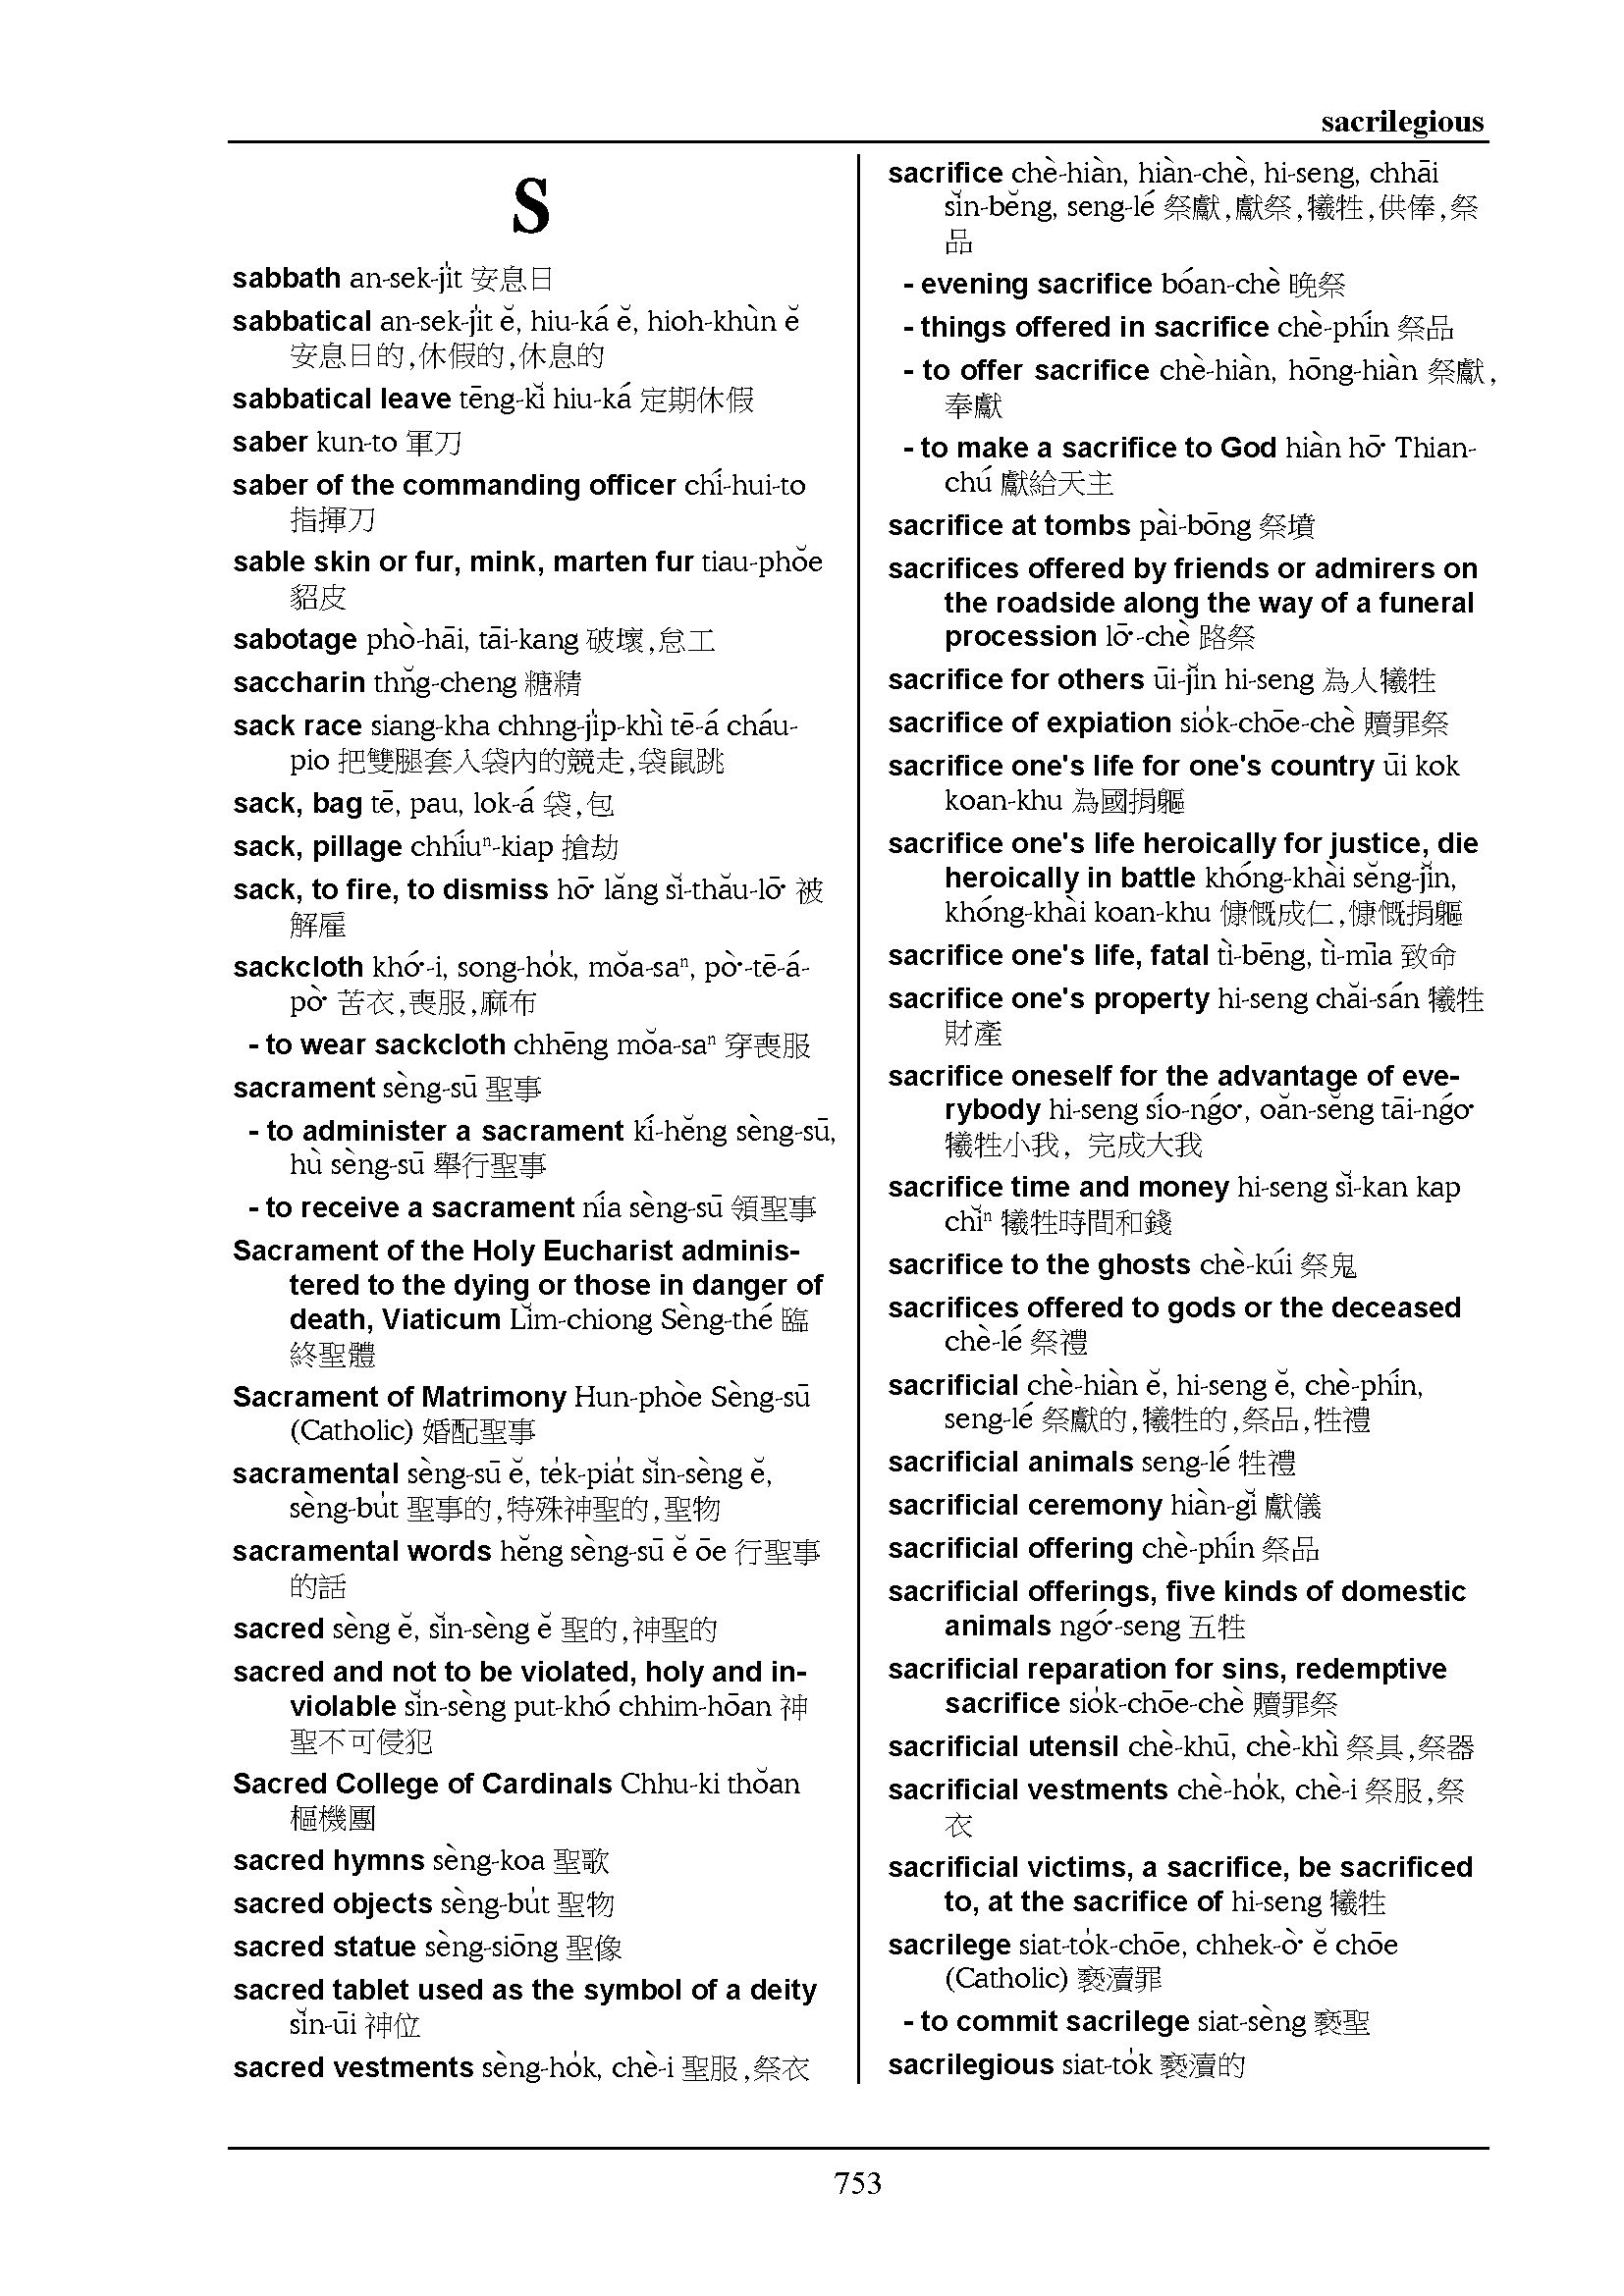 sacrilegious
S
sabbath an-sek-ji̍t 安息日
sabbatical an-sek-ji̍t ĕ, hiu-ká ĕ, hioh-khùn ĕ
安息日的,休假的,休息的
sabbatical leave tēng-kĭ hiu-ká 定期休假
saber kun-to 軍刀
saber of the commanding officer chí-hui-to
指揮刀
sable skin or fur, mink, marten fur tiau-phŏe
貂皮
sabotage phò-hāi, tāi-kang 破壞,怠工
saccharin thn̆g-cheng 糖精
sack race siang-kha chhng-ji̍p-khì tē-á cháu-
pio 把雙腿套入袋內的競走,袋鼠跳
sack, bag tē, pau, lok-á 袋,包
sack, pillage chhíuⁿ-kiap 搶劫
sack, to fire, to dismiss hō͘ lăng sĭ-thău-lō͘ 被
解雇
sackcloth khó͘-i, song-ho̍k, mŏa-saⁿ, pò͘-tē-á-
pò͘ 苦衣,喪服,麻布
- to wear sackcloth chhēng mŏa-saⁿ 穿喪服
sacrament sèng-sū 聖事
- to administer a sacrament kí-hĕng sèng-sū,
hù sèng-sū 舉行聖事
- to receive a sacrament nía sèng-sū 領聖事
Sacrament of the Holy Eucharist adminis-
tered to the dying or those in danger of
death, Viaticum Lĭm-chiong Sèng-thé 臨
終聖體
Sacrament of Matrimony Hun-phòe Sèng-sū
(Catholic) 婚配聖事
sacramental sèng-sū ĕ, te̍k-pia̍t sĭn-sèng ĕ,
sèng-bu̍t 聖事的,特殊神聖的,聖物
sacramental words hĕng sèng-sū ĕ ōe 行聖事
的話
sacred sèng ĕ, sĭn-sèng ĕ 聖的,神聖的
sacred and not to be violated, holy and in-
violable sĭn-sèng put-khó chhim-hōan 神
聖不可侵犯
Sacred College of Cardinals Chhu-ki thŏan
樞機團
sacred hymns sèng-koa 聖歌
sacred objects sèng-bu̍t 聖物
sacred statue sèng-siōng 聖像
sacred tablet used as the symbol of a deity
sĭn-ūi 神位
sacred vestments sèng-ho̍k, chè-i 聖服,祭衣
sacrifice chè-hiàn, hiàn-chè, hi-seng, chhāi
sĭn-bĕng, seng-lé 祭獻,獻祭,犧牲,供俸,祭
品
- evening sacrifice bóan-chè 晚祭
- things offered in sacrifice chè-phín 祭品
- to offer sacrifice chè-hiàn, hōng-hiàn 祭獻,
奉獻
- to make a sacrifice to God hiàn hō͘ Thian-
chú 獻給天主
sacrifice at tombs pài-bōng 祭墳
sacrifices offered by friends or admirers on
the roadside along the way of a funeral
procession lō͘-chè 路祭
sacrifice for others ūi-jĭn hi-seng 為人犧牲
sacrifice of expiation sio̍k-chōe-chè 贖罪祭
sacrifice one's life for one's country ūi kok
koan-khu 為國捐軀
sacrifice one's life heroically for justice, die
heroically in battle khóng-khài sĕng-jĭn,
khóng-khài koan-khu 慷慨成仁,慷慨捐軀
sacrifice one's life, fatal tì-bēng, tì-mīa 致命
sacrifice one's property hi-seng chăi-sán 犧牲
財產
sacrifice oneself for the advantage of eve-
rybody hi-seng sío-ngó͘, oăn-sĕng tāi-ngó͘
犧牲小我, 完成大我
sacrifice time and money hi-seng sĭ-kan kap
chĭⁿ 犧牲時間和錢
sacrifice to the ghosts chè-kúi 祭鬼
sacrifices offered to gods or the deceased
chè-lé 祭禮
sacrificial chè-hiàn ĕ, hi-seng ĕ, chè-phín,
seng-lé 祭獻的,犧牲的,祭品,牲禮
sacrificial animals seng-lé 牲禮
sacrificial ceremony hiàn-gĭ 獻儀
sacrificial offering chè-phín 祭品
sacrificial offerings, five kinds of domestic
animals ngó͘-seng 五牲
sacrificial reparation for sins, redemptive
sacrifice sio̍k-chōe-chè 贖罪祭
sacrificial utensil chè-khū, chè-khì 祭具,祭器
sacrificial vestments chè-ho̍k, chè-i 祭服,祭
衣
sacrificial victims, a sacrifice, be sacrificed
to, at the sacrifice of hi-seng 犧牲
sacrilege siat-to̍k-chōe, chhek-ò͘ ĕ chōe
(Catholic) 褻瀆罪
- to commit sacrilege siat-sèng 褻聖
sacrilegious siat-to̍k 褻瀆的
753